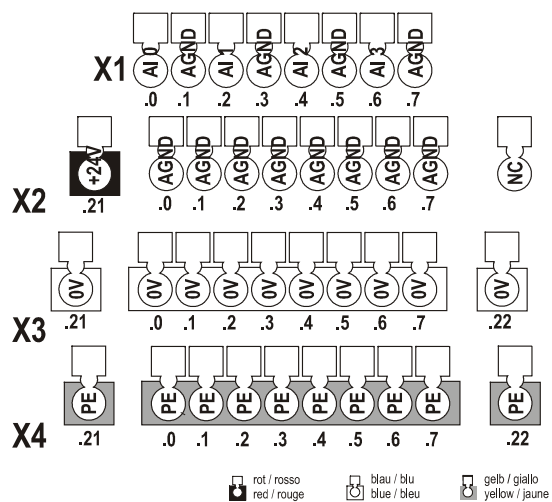 X1 AI 0 AGND AI 1 AGND AI 2 AGND AI 3 AGND
.0 .1 .2 .3 .4 .5 .6 .7
X2 +24V AGND AGND AGND AGND AGND AGND AGND AGND NC
.21 .0 .1 .2 .3 .4 .5 .6 .7
X3 0V 0V 0V 0V 0V 0V 0V 0V 0V 0V
.21 .0 .1 .2 .3 .4 .5 .6 .7 .22
X4 PE PE PE PE PE PE PE PE PE PE
.21 .0 .1 .2 .3 .4 .5 .6 .7 .22
rot / rosso blau / blu gelb / giallo
red / rouge blue / bleu yellow / jaune